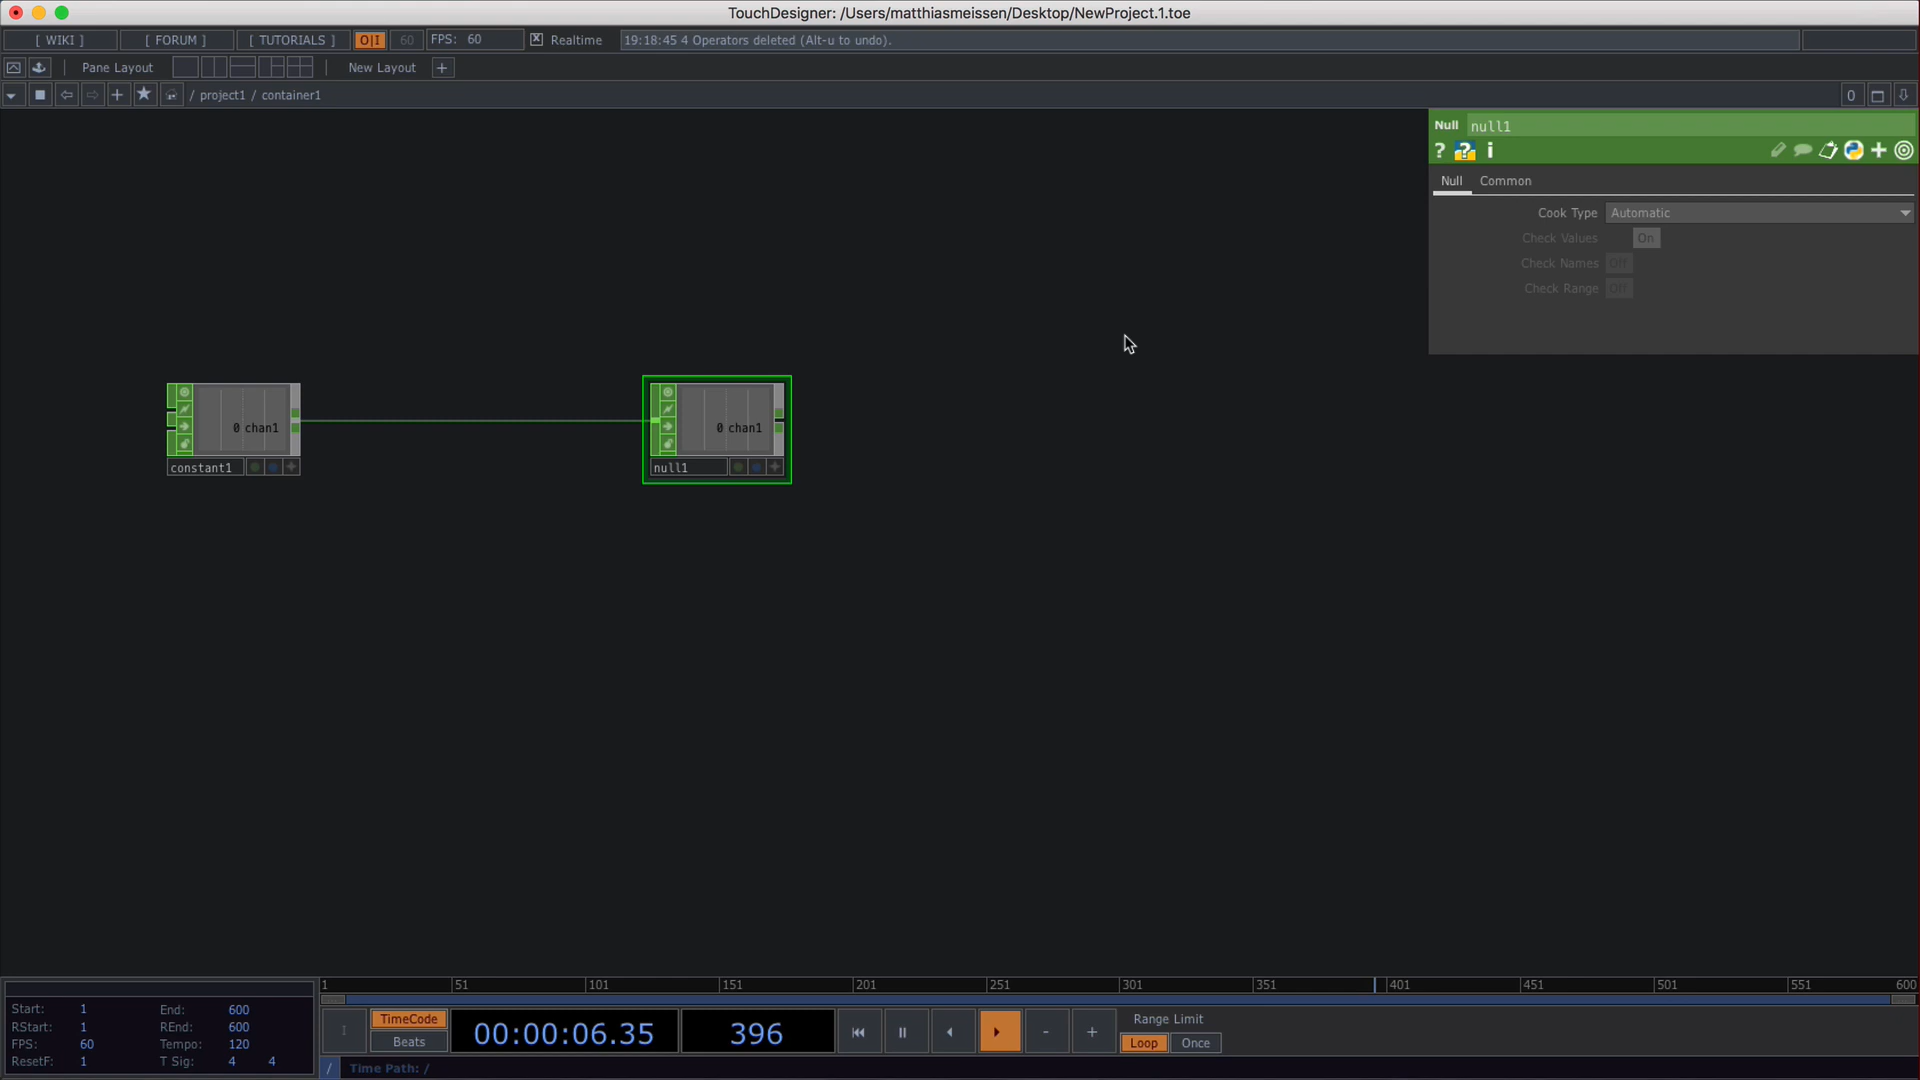 TouchDesigner: /Users/matthiasmeissen/Desktop/NewProject.1.toe
[ WIKI ] [ FORUM ] [ TUTORIALS ] O|I 60 FPS: 60 Realtime 19:18:45 4 Operators deleted (Alt-u to undo).
Pane Layout New Layout +
/ project1 / container1 0
Null null1
? ? i
Null Common
Cook Type Automatic
Check Values On
Check Names Off
Check Range Off
0 chan1 0 chan1
constant1 null1
1 51 101 151 201 251 301 351 401 451 501 551 600
Start: 1 End: 600
RStart: 1 REnd: 600
FPS: 60 Tempo: 120
ResetF: 1 T Sig: 4 4
TimeCode
Beats
00:00:06.35 396 - +
Range Limit
Loop Once
/ Time Path: /